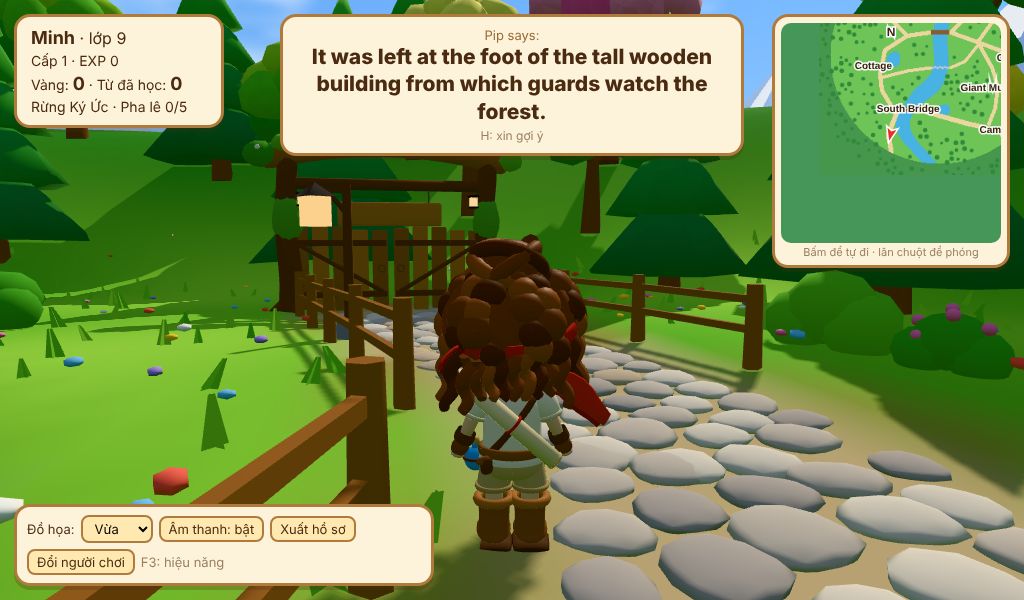 Minh · lớp 9
Cấp 1 · EXP 0
Vàng: 0 · Từ đã học: 0
Rừng Ký Ức · Pha lê 0/5
Pip says:
It was left at the foot of the tall wooden
building from which guards watch the
forest.
H: xin gợi ý
N
Cottage
Giant Mu
South Bridge
Cam
Bấm để tự đi · lăn chuột để phóng
Đồ họa: Vừa Âm thanh: bật Xuất hồ sơ
Đổi người chơi F3: hiệu năng